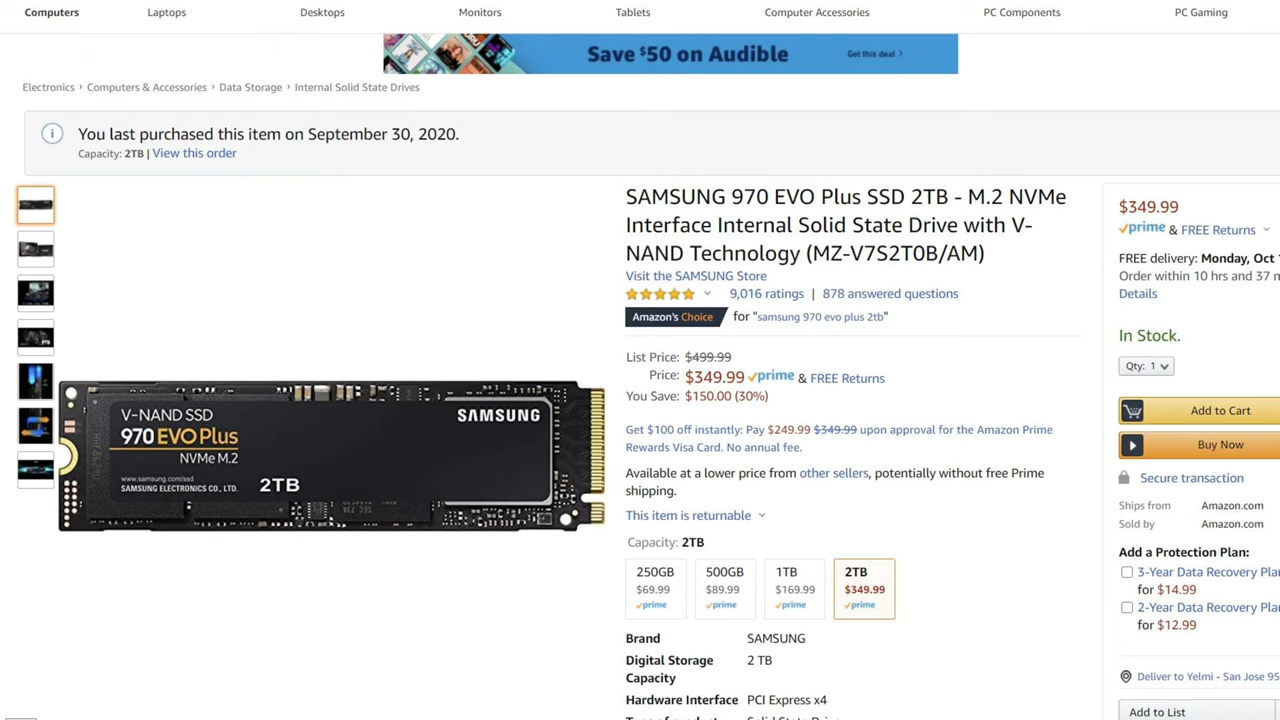 Computers Laptops Desktops Monitors Tablets Computer Accessories PC Components PC Gaming
Save $50 on Audible Get this deal ›
Electronics › Computers & Accessories › Data Storage › Internal Solid State Drives
You last purchased this item on September 30, 2020.
Capacity: 2TB | View this order
SAMSUNG 970 EVO Plus SSD 2TB - M.2 NVMe
Interface Internal Solid State Drive with V-
NAND Technology (MZ-V7S2T0B/AM)
Visit the SAMSUNG Store
9,016 ratings | 878 answered questions
Amazon's Choice for "samsung 970 evo plus 2tb"
List Price: $499.99
Price: $349.99 prime & FREE Returns
You Save: $150.00 (30%)
Get $100 off instantly: Pay $249.99 $349.99 upon approval for the Amazon Prime
Rewards Visa Card. No annual fee.
Available at a lower price from other sellers, potentially without free Prime
shipping.
This item is returnable
Capacity: 2TB
250GB
$69.99
prime
500GB
$89.99
prime
1TB
$169.99
prime
2TB
$349.99
prime
Brand SAMSUNG
Digital Storage 2 TB
Capacity
Hardware Interface PCI Express x4
V-NAND SSD
970 EVO Plus
NVMe M.2
www.samsung.com/ssd
SAMSUNG ELECTRONICS CO., LTD.
2TB
SAMSUNG
$349.99
prime & FREE Returns
FREE delivery: Monday, Oct
Order within 10 hrs and 37
Details
In Stock.
Qty: 1
Add to Cart
Buy Now
Secure transaction
Ships from Amazon.com
Sold by Amazon.com
Add a Protection Plan:
3-Year Data Recovery Pla
for $14.99
2-Year Data Recovery Pla
for $12.99
Deliver to Yelmi - San Jose 95
Add to List